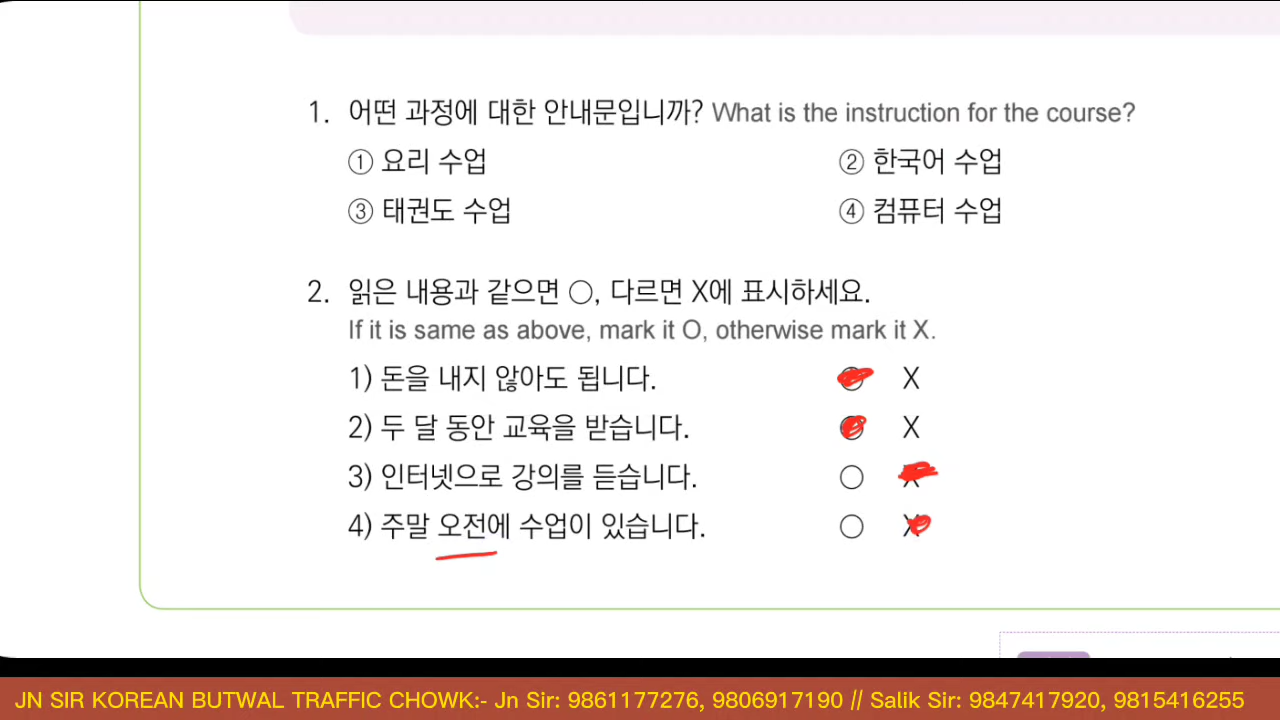 1. 어떤 과정에 대한 안내문입니까? What is the instruction for the course?
① 요리 수업 ② 한국어 수업
③ 태권도 수업 ④ 컴퓨터 수업
2. 읽은 내용과 같으면 ○, 다르면 X에 표시하세요.
If it is same as above, mark it O, otherwise mark it X.
1) 돈을 내지 않아도 됩니다. ○ X
2) 두 달 동안 교육을 받습니다. ○ X
3) 인터넷으로 강의를 듣습니다. ○ X
4) 주말 오전에 수업이 있습니다. ○ X
JN SIR KOREAN BUTWAL TRAFFIC CHOWK:- Jn Sir: 9861177276, 9806917190 // Salik Sir: 9847417920, 9815416255